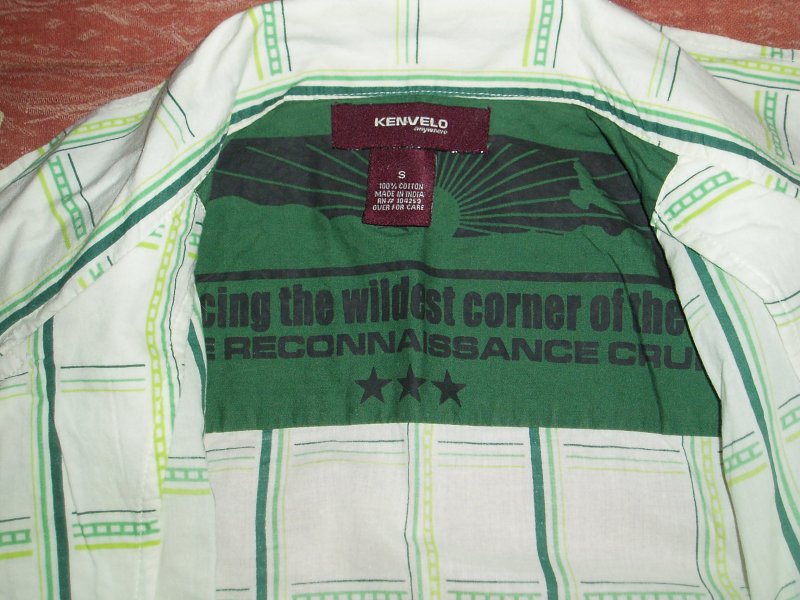 KENVELO
anywhere
S
100% COTTON
MADE IN INDIA
RN# 104259
OVER FOR CARE
cing the wildest corner of the
E RECONNAISSANCE CRU